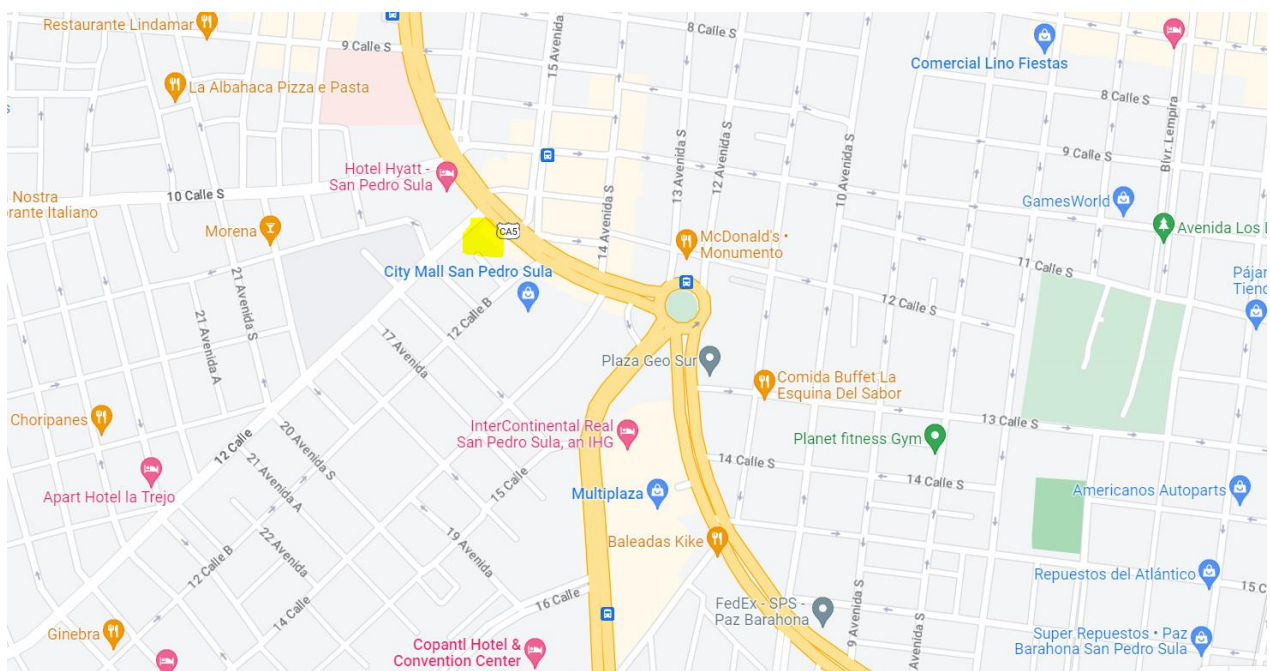 Restaurante Lindamar
9 Calle S
15 Avenida
8 Calle S
Comercial Lino Fiestas
La Albahaca Pizza e Pasta
8 Calle S
Blvr. Lempira
13 Avenida S
12 Avenida S
10 Avenida S
9 Calle S
Hotel Hyatt -
San Pedro Sula
10 Calle S
Nostra
orante Italiano
Morena
CA5
14 Avenida S
McDonald's •
Monumento
GamesWorld
Avenida Los
11 Calle S
Pájar
Tienc
City Mall San Pedro Sula
12 Calle B
12 Calle S
21 Avenida S
21 Avenida A
17 Avenida
Plaza Geo Sur
Comida Buffet La
Esquina Del Sabor
Choripanes
12 Calle
20 Avenida S
21 Avenida A
InterContinental Real
San Pedro Sula, an IHG
13 Calle S
Planet fitness Gym
14 Calle S
14 Calle S
Apart Hotel la Trejo
15 Calle
Multiplaza
Americanos Autoparts
22 Avenida
19 Avenida
Baleadas Kike
12 Calle B
14 Calle
16 Calle
Repuestos del Atlántico
15 C
FedEx - SPS -
Paz Barahona
9 Avenida S
Avenida S
Ginebra
Copantl Hotel &
Convention Center
Super Repuestos • Paz
Barahona San Pedro Sula